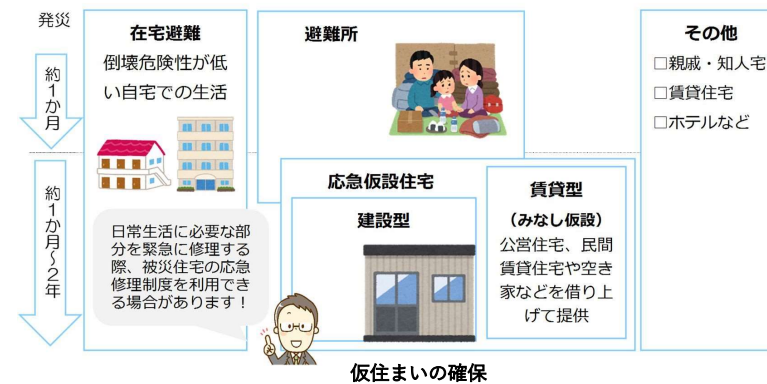 発災
約1か月
約1か月～2年
在宅避難
倒壊危険性が低
い自宅での生活
日常生活に必要な部
分を緊急に修理する
際、被災住宅の応急
修理制度を利用でき
る場合があります！
避難所
応急仮設住宅
建設型
賃貸型
（みなし仮設）
公営住宅、民間
賃貸住宅や空き
家などを借り上
げて提供
その他
□親戚・知人宅
□賃貸住宅
□ホテルなど
仮住まいの確保